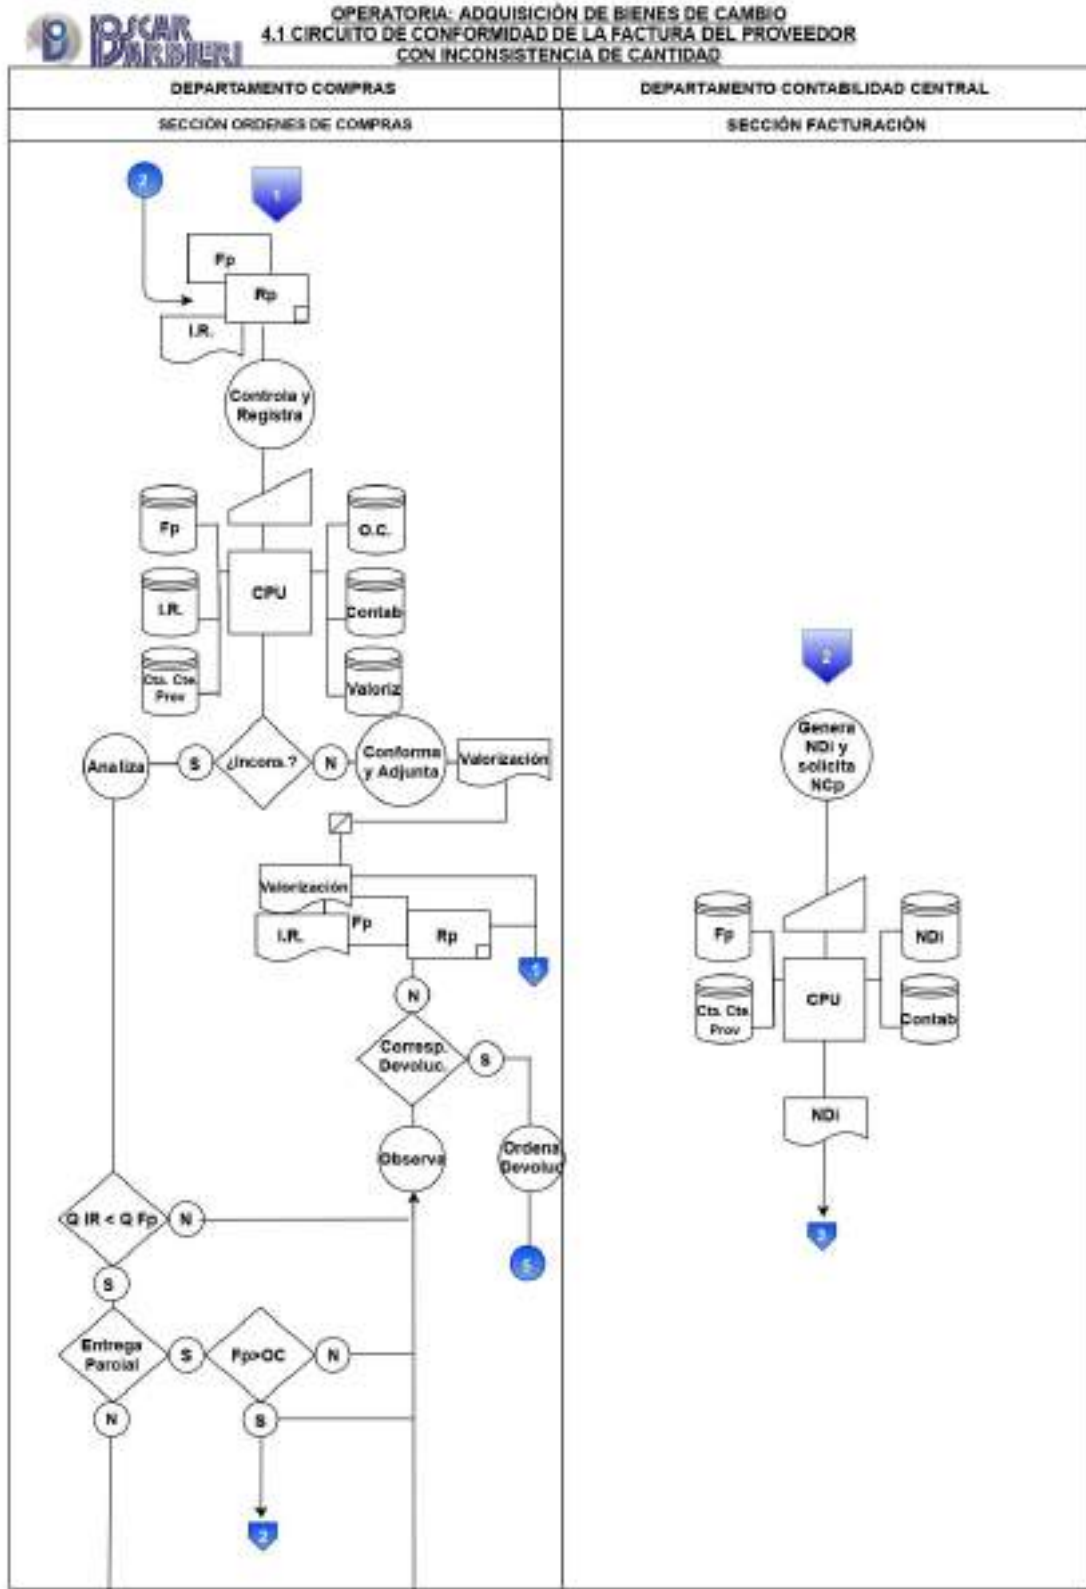 OSCAR
BARBIERI
OPERATORIA: ADQUISICIÓN DE BIENES DE CAMBIO
4.1 CIRCUITO DE CONFORMIDAD DE LA FACTURA DEL PROVEEDOR
CON INCONSISTENCIA DE CANTIDAD
DEPARTAMENTO COMPRAS
DEPARTAMENTO CONTABILIDAD CENTRAL
SECCIÓN ORDENES DE COMPRAS
SECCIÓN FACTURACIÓN
2
1
Fp
Rp
I.R.
Controla y
Registra
Fp
O.C.
CPU
I.R.
Contab
Cta. Cte.
Prov
Valoriz
Analiza
S
¿Incons.?
N
Conforma
y Adjunta
Valorización
Valorización
I.R.
Fp
Rp
1
N
Corresp.
Devoluc.
S
Observa
Ordena
Devoluc
5
Q IR < Q Fp
N
S
Entrega
Parcial
S
Fp>OC
N
N
S
2
2
Genera
NDi y
solicita
NCp
Fp
NDi
CPU
Cta. Cte.
Prov
Contab
NDi
3